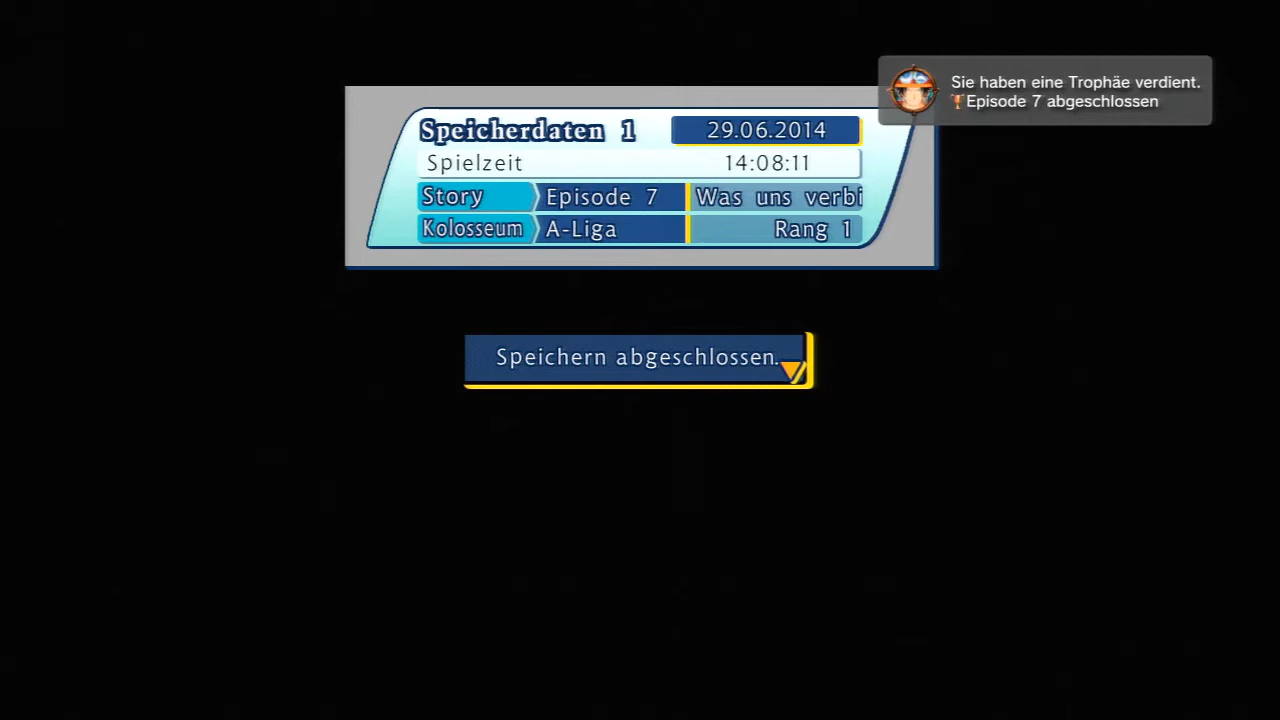 Sie haben eine Trophäe verdient.
Episode 7 abgeschlossen
Speicherdaten 1 29.06.2014
Spielzeit 14:08:11
Story Episode 7 Was uns verbi
Kolosseum A-Liga Rang 1
Speichern abgeschlossen.